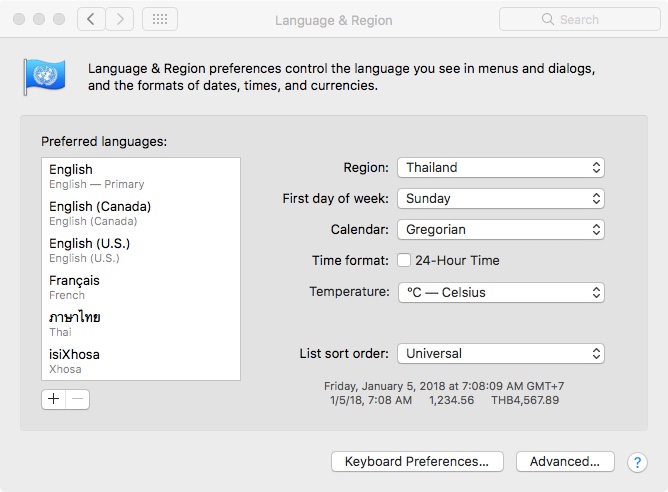 Language & Region
Search
Language & Region preferences control the language you see in menus and dialogs,
and the formats of dates, times, and currencies.
Preferred languages:
English
English — Primary
English (Canada)
English (Canada)
English (U.S.)
English (U.S.)
Français
French
ภาษาไทย
Thai
isiXhosa
Xhosa
Region: Thailand
First day of week: Sunday
Calendar: Gregorian
Time format: 24-Hour Time
Temperature: °C — Celsius
List sort order: Universal
Friday, January 5, 2018 at 7:08:09 AM GMT+7
1/5/18, 7:08 AM 1,234.56 THB4,567.89
+ −
Keyboard Preferences... Advanced... ?